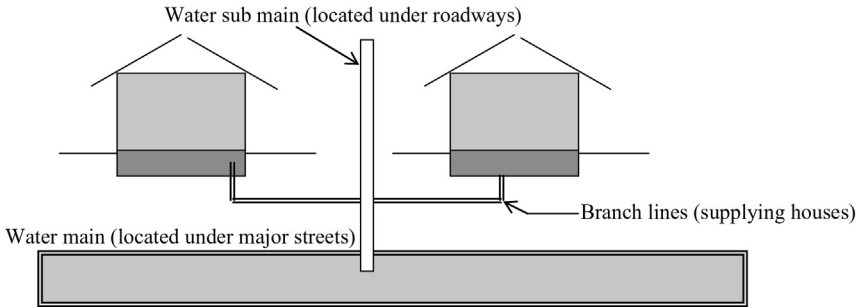 Water sub main (located under roadways)
Branch lines (supplying houses)
Water main (located under major streets)